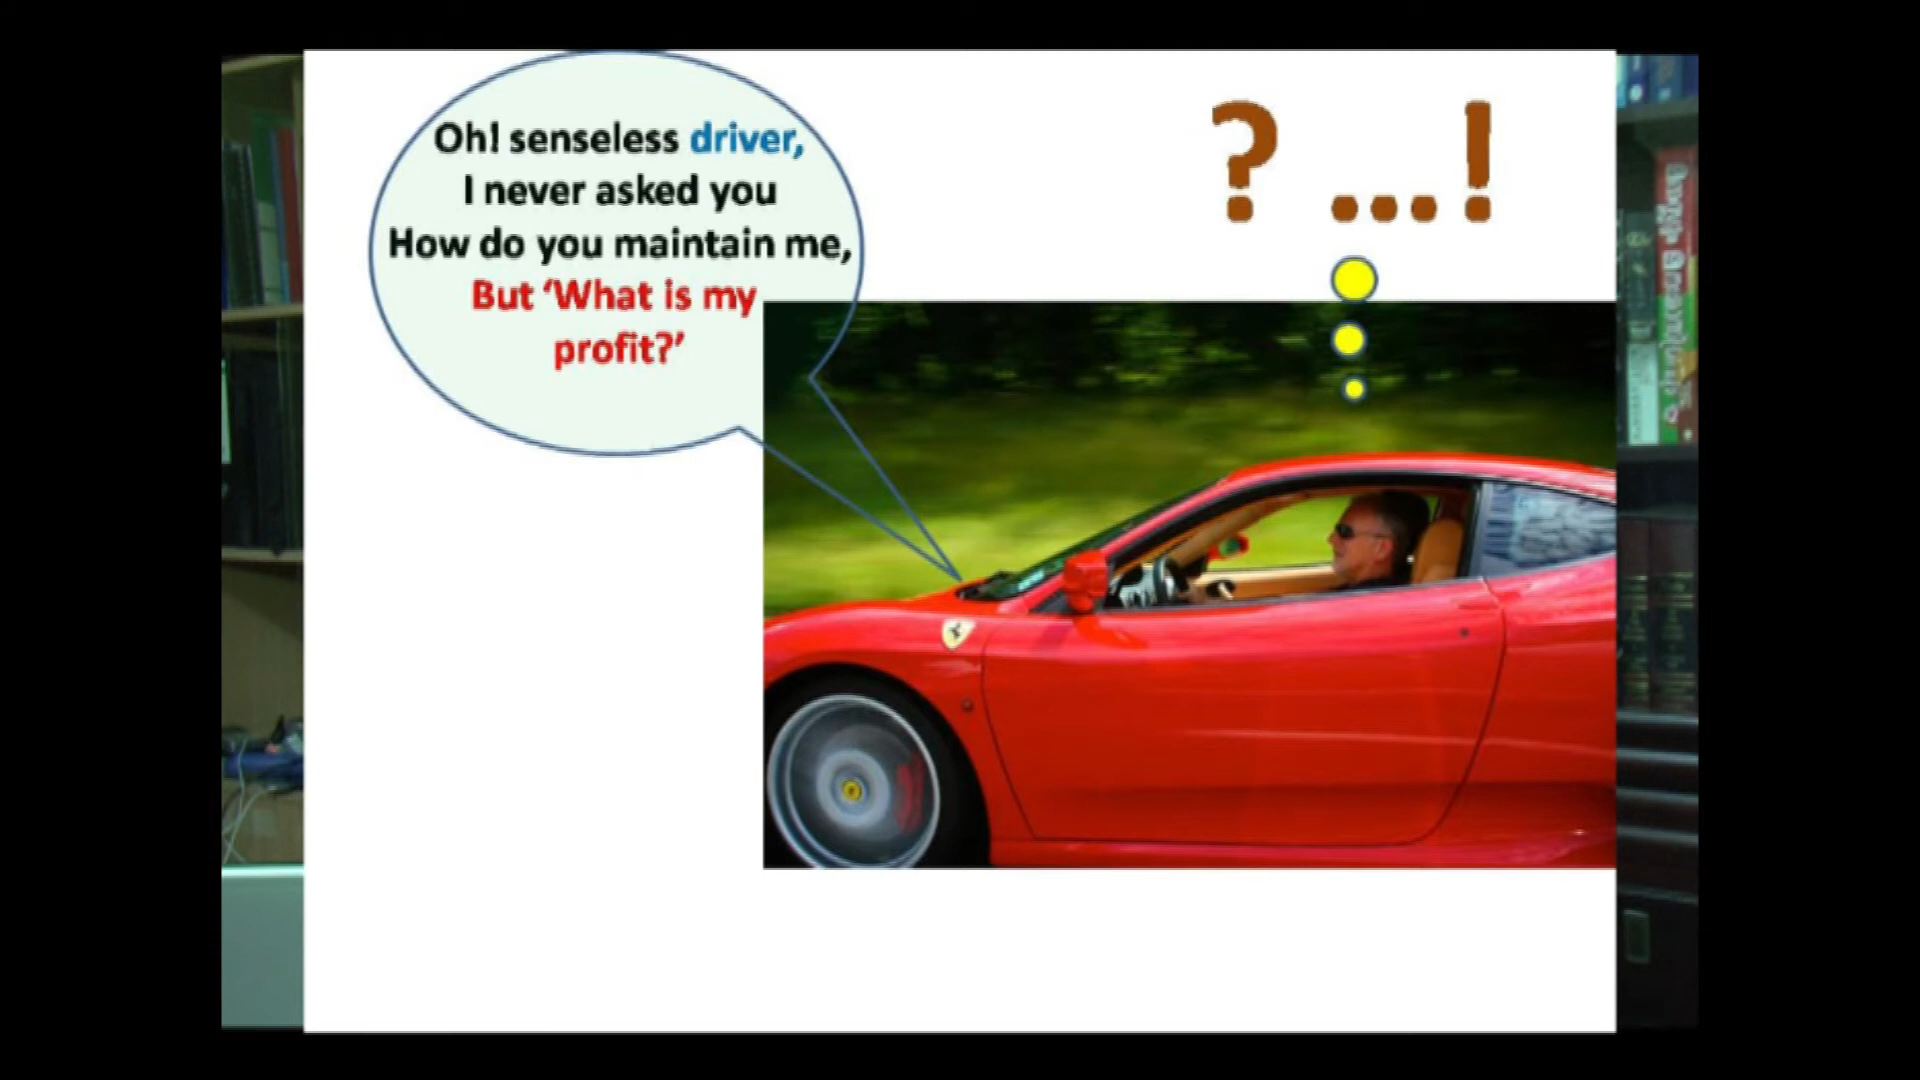 Oh! senseless driver,
I never asked you
How do you maintain me,
But ‘What is my
profit?’
? ...!